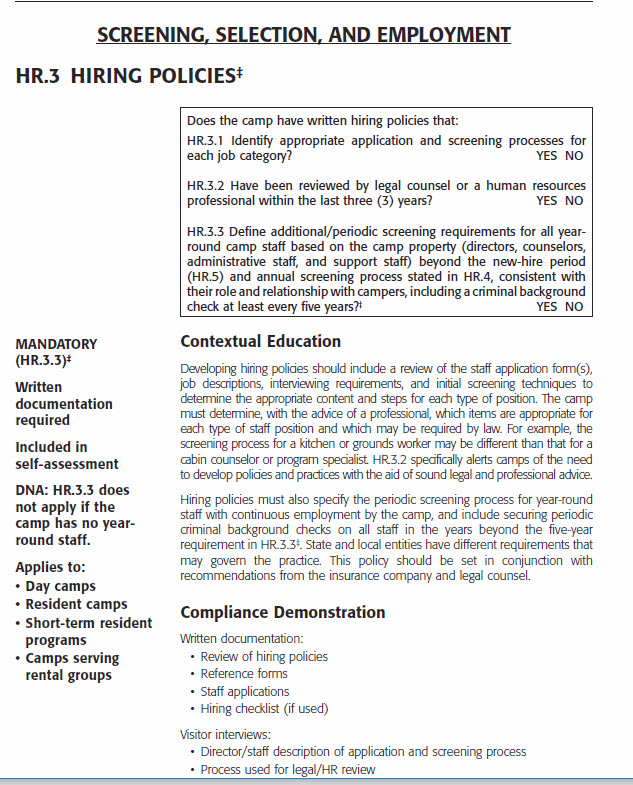 SCREENING, SELECTION, AND EMPLOYMENT
HR.3 HIRING POLICIES‡
Does the camp have written hiring policies that:
HR.3.1 Identify appropriate application and screening processes for
each job category? YES NO
HR.3.2 Have been reviewed by legal counsel or a human resources
professional within the last three (3) years? YES NO
HR.3.3 Define additional/periodic screening requirements for all year-
round camp staff based on the camp property (directors, counselors,
administrative staff, and support staff) beyond the new-hire period
(HR.5) and annual screening process stated in HR.4, consistent with
their role and relationship with campers, including a criminal background
check at least every five years?‡ YES NO
MANDATORY
(HR.3.3)‡
Written
documentation
required
Included in
self-assessment
DNA: HR.3.3 does
not apply if the
camp has no year-
round staff.
Applies to:
• Day camps
• Resident camps
• Short-term resident
programs
• Camps serving
rental groups
Contextual Education
Developing hiring policies should include a review of the staff application form(s),
job descriptions, interviewing requirements, and initial screening techniques to
determine the appropriate content and steps for each type of position. The camp
must determine, with the advice of a professional, which items are appropriate for
each type of staff position and which may be required by law. For example, the
screening process for a kitchen or grounds worker may be different than that for a
cabin counselor or program specialist. HR.3.2 specifically alerts camps of the need
to develop policies and practices with the aid of sound legal and professional advice.
Hiring policies must also specify the periodic screening process for year-round
staff with continuous employment by the camp, and include securing periodic
criminal background checks on all staff in the years beyond the five-year
requirement in HR.3.3‡. State and local entities have different requirements that
may govern the practice. This policy should be set in conjunction with
recommendations from the insurance company and legal counsel.
Compliance Demonstration
Written documentation:
• Review of hiring policies
• Reference forms
• Staff applications
• Hiring checklist (if used)
Visitor interviews:
• Director/staff description of application and screening process
• Process used for legal/HR review